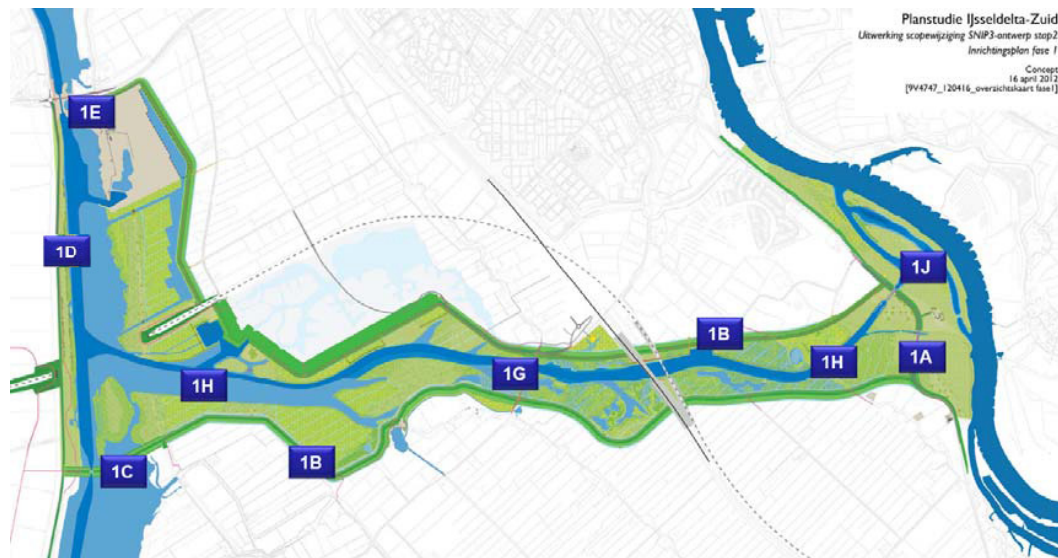 Planstudie IJsseldelta-Zuid
Uitwerking scopewijziging SNIP3-ontwerp stap2
Inrichtingsplan fase 1
Concept
16 april 2012
[9V4747_120416_overzichtskaart fase1]
1E
1D
1J
1B
1H
1A
1G
1H
1B
1C